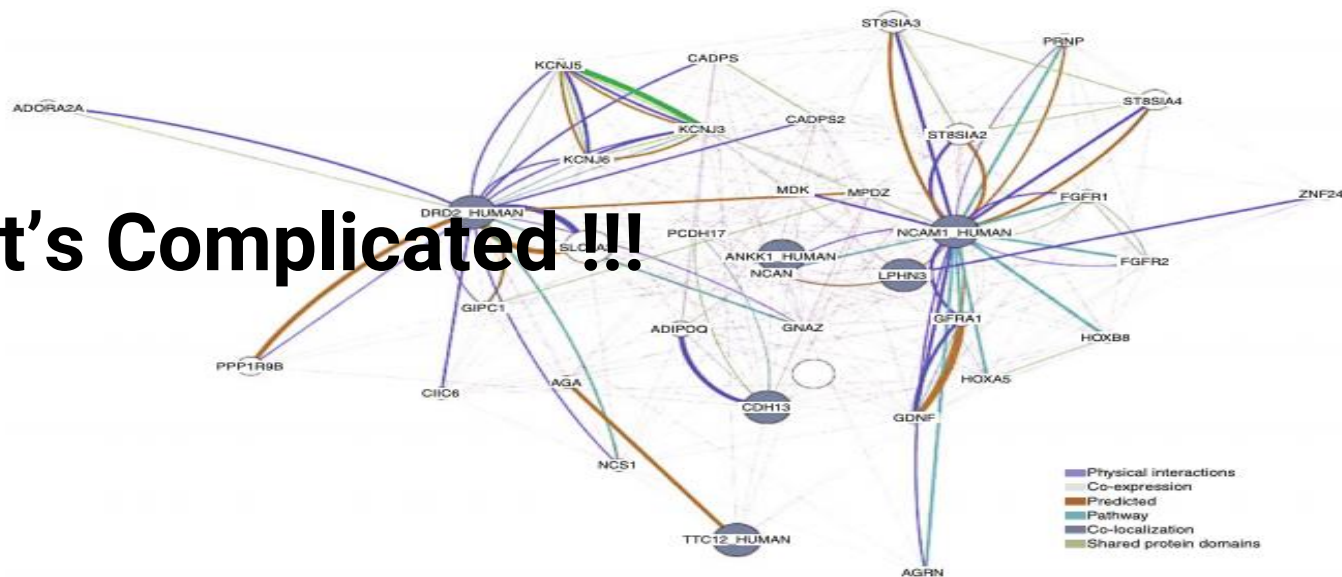 ST8SIA3
PRNP
KCNJ5
CADPS
ADORA2A
ST8SIA4
CADPS2
KCNJ3
ST8SIA2
KCNJ6
MDK
MPDZ
FGFR1
ZNF24
DRD2_HUMAN
t's Complicated !!!
PCDH17
NCAM1_HUMAN
ANKK1_HUMAN
NCAN
LPHN3
FGFR2
GIPC1
GFRA1
ADIPOQ
GNAZ
HOXB8
PPP1R9B
HOXA5
AGA
CDH13
GDNF
NCS1
Physical interactions
Co-expression
Predicted
Pathway
Co-localization
Shared protein domains
TTC12_HUMAN
AGRN